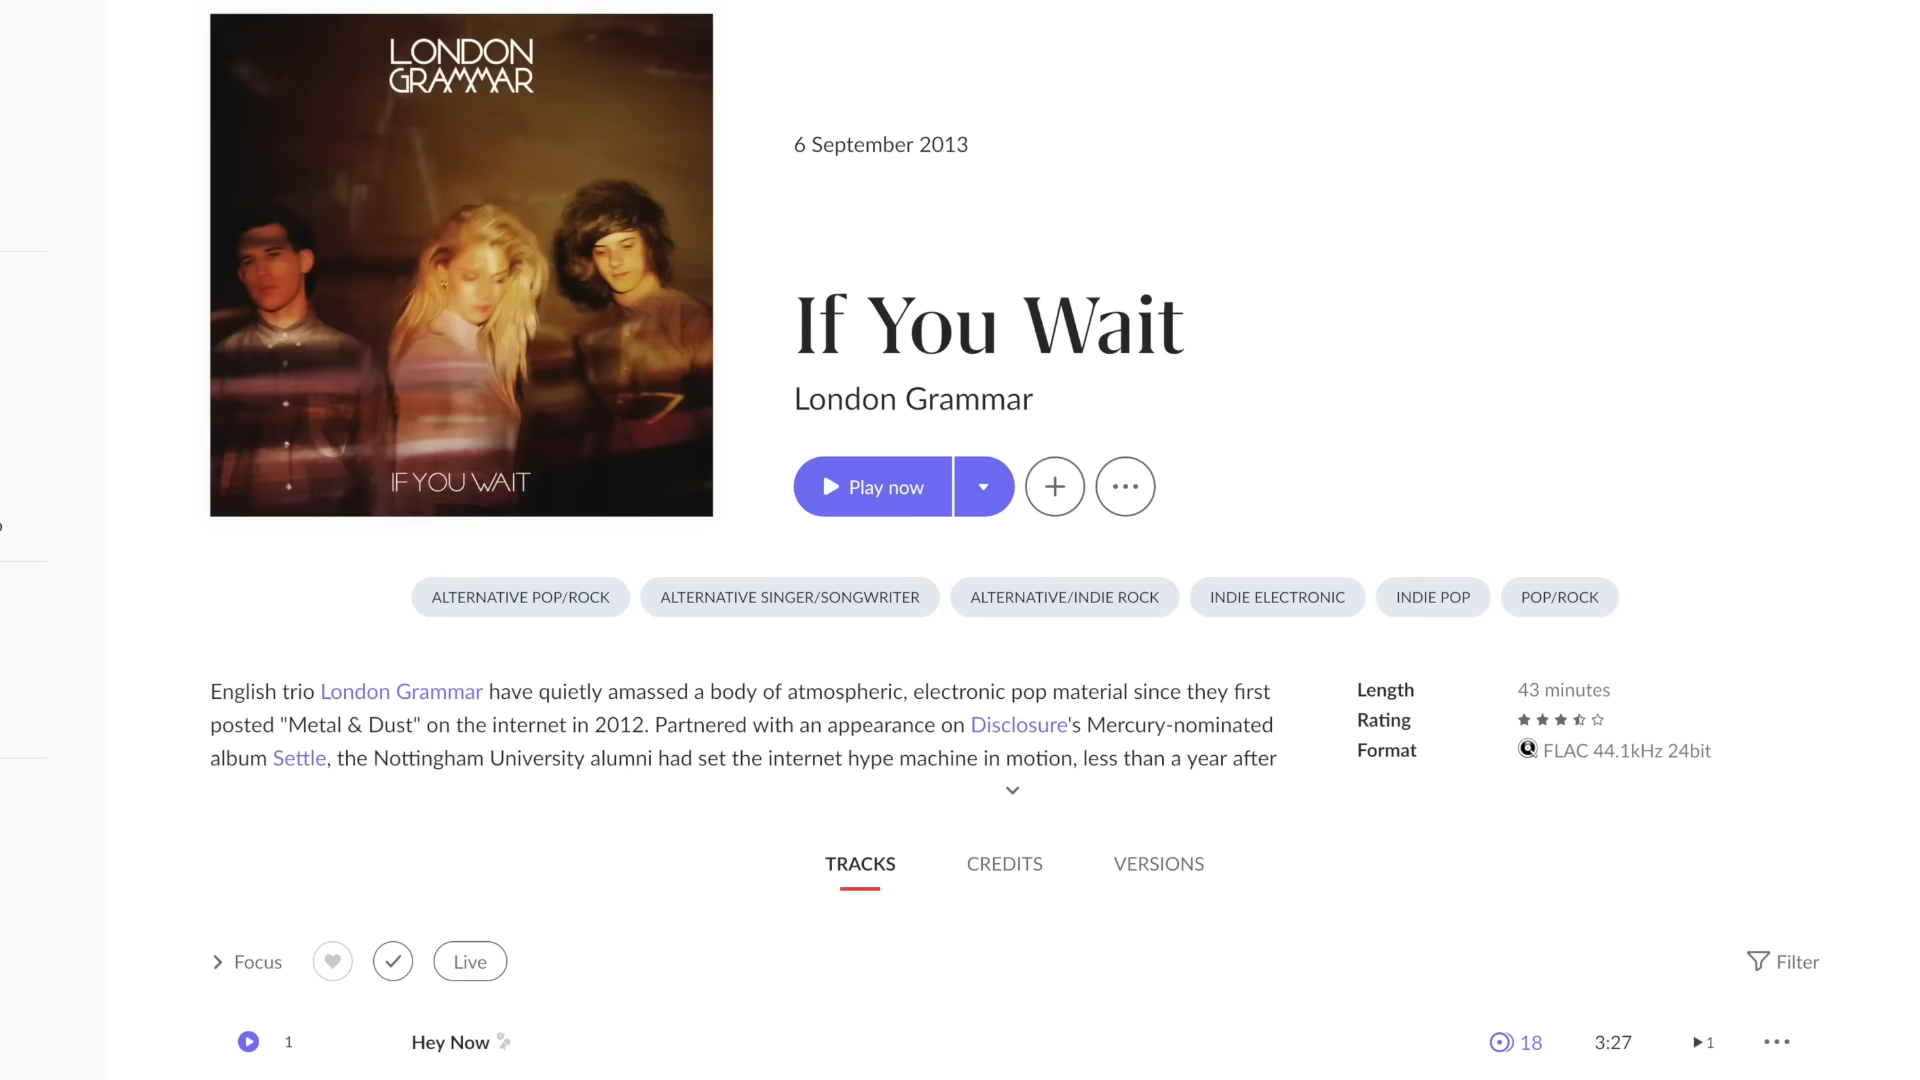 LONDON
GRAMMAR
IF YOU WAIT
6 September 2013
If You Wait
London Grammar
Play now
ALTERNATIVE POP/ROCK
ALTERNATIVE SINGER/SONGWRITER
ALTERNATIVE/INDIE ROCK
INDIE ELECTRONIC
INDIE POP
POP/ROCK
English trio London Grammar have quietly amassed a body of atmospheric, electronic pop material since they first
posted "Metal & Dust" on the internet in 2012. Partnered with an appearance on Disclosure's Mercury-nominated
album Settle, the Nottingham University alumni had set the internet hype machine in motion, less than a year after
Length 43 minutes
Rating
Format FLAC 44.1kHz 24bit
TRACKS CREDITS VERSIONS
Focus Live Filter
1 Hey Now 18 3:27 1